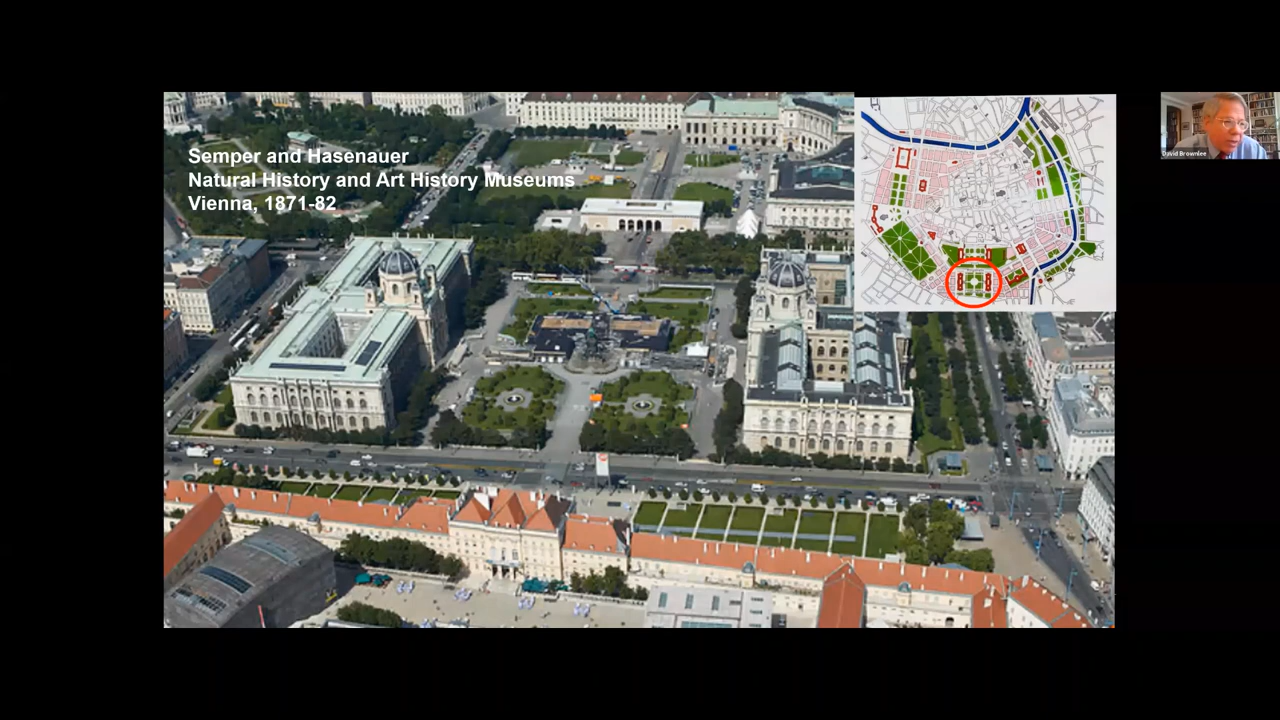 Semper and Hasenauer
Natural History and Art History Museums
Vienna, 1871-82
David Brownlee